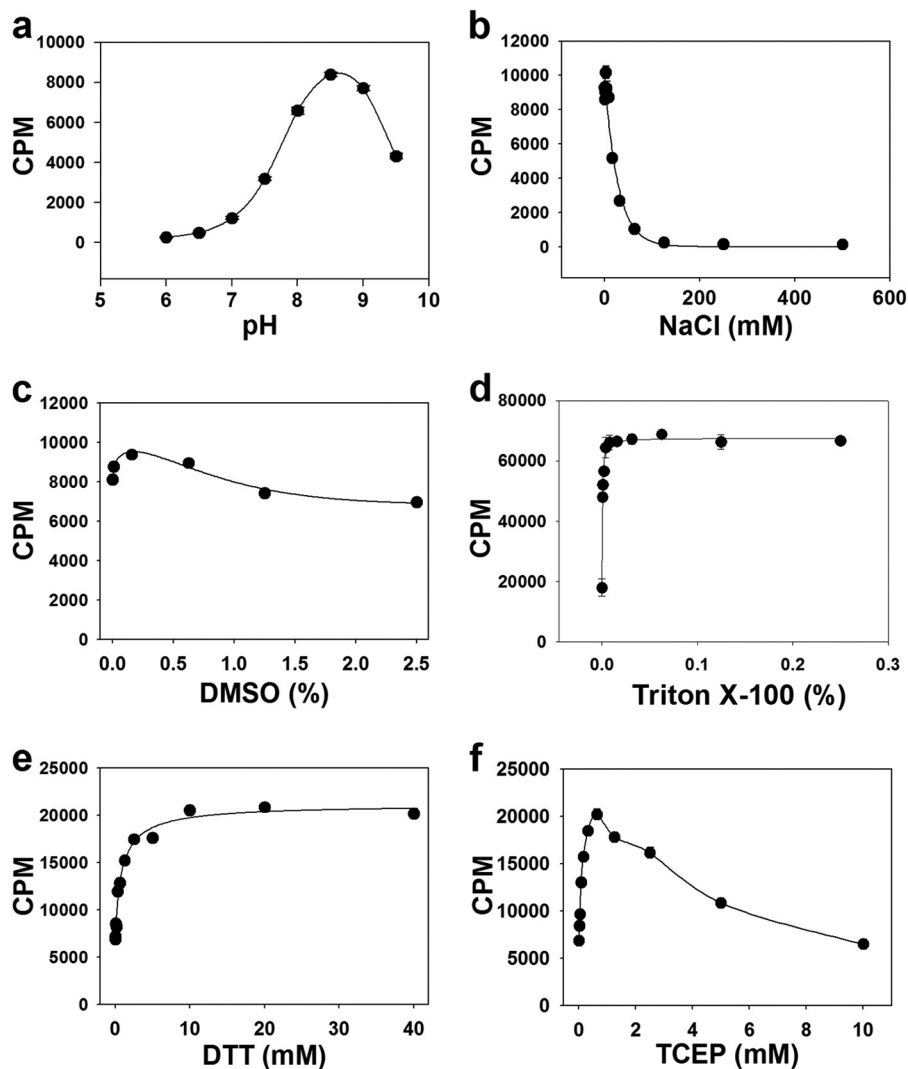 a
10000
8000
6000
4000
2000
0
CPM
5 6 7 8 9 10
pH
b
12000
10000
8000
6000
4000
2000
0
CPM
0 200 400 600
NaCl (mM)
c
12000
10000
8000
6000
4000
2000
0
CPM
0.0 0.5 1.0 1.5 2.0 2.5
DMSO (%)
d
80000
60000
40000
20000
0
CPM
0.0 0.1 0.2 0.3
Triton X-100 (%)
e
25000
20000
15000
10000
5000
0
CPM
0 10 20 30 40
DTT (mM)
f
25000
20000
15000
10000
5000
0
CPM
0 2 4 6 8 10
TCEP (mM)